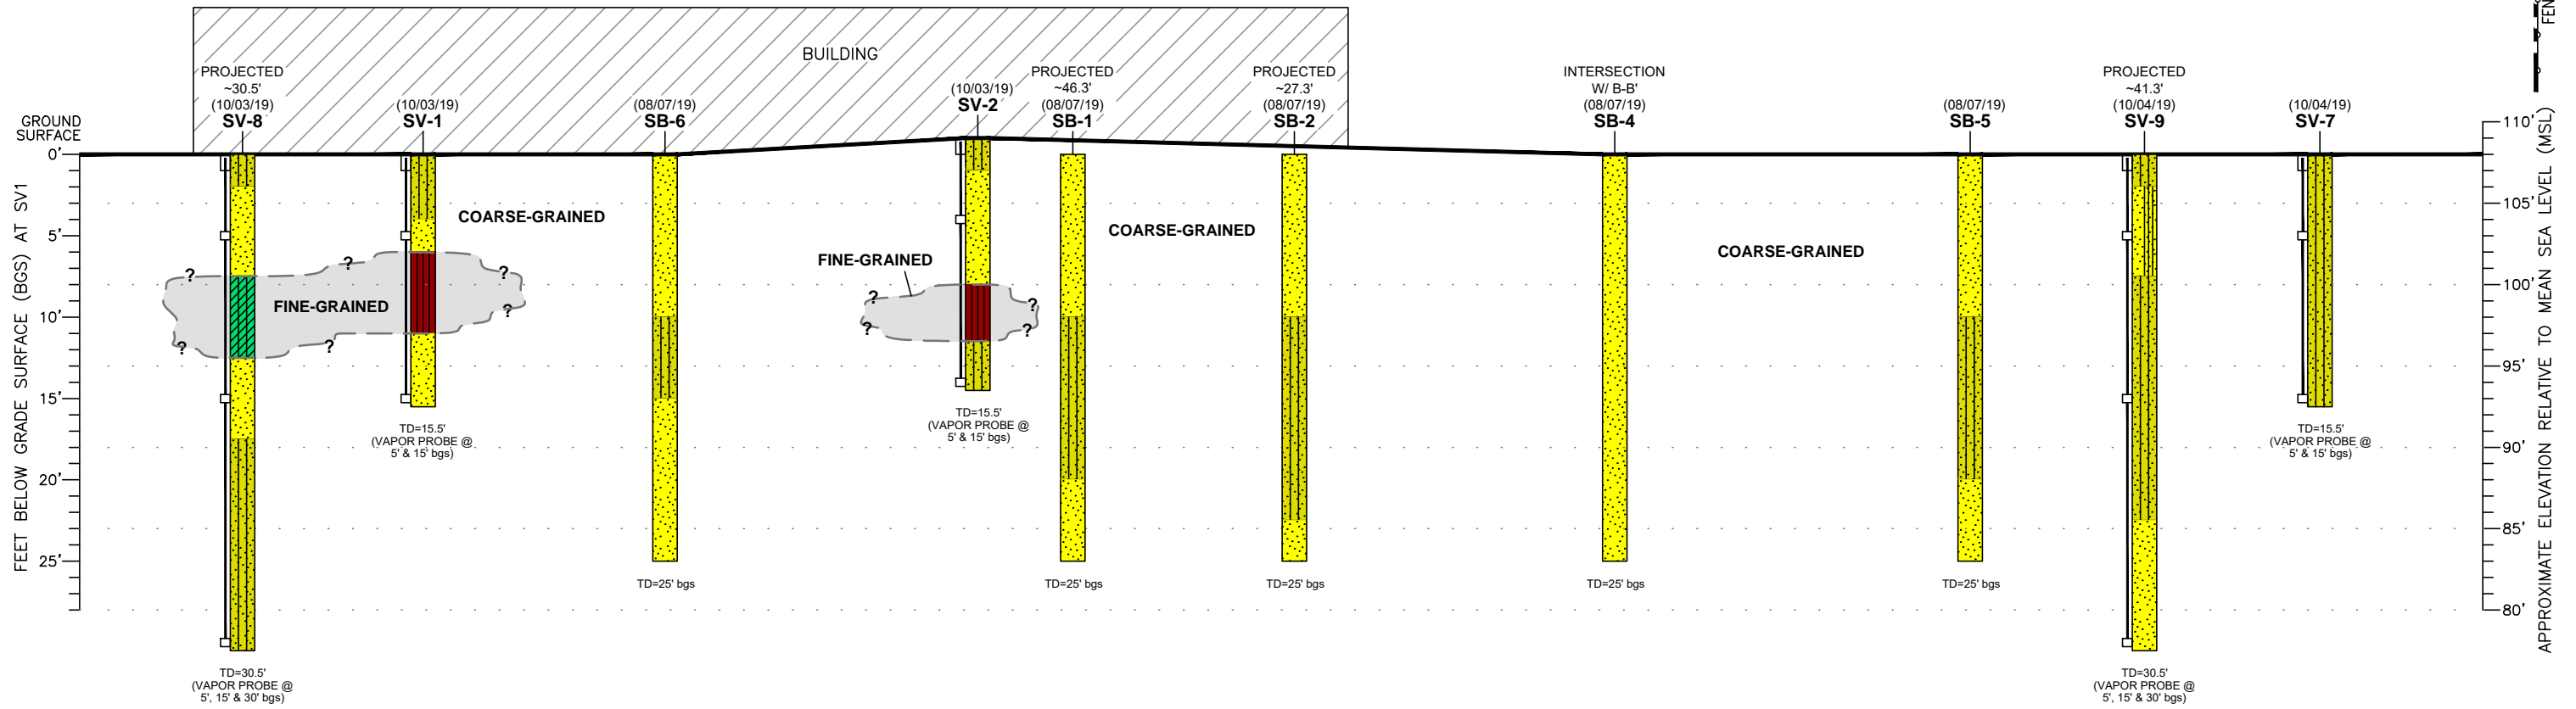 FEN
BUILDING
PROJECTED
~30.5'
(10/03/19)
SV-8
(10/03/19)
SV-1
(08/07/19)
SB-6
(10/03/19)
SV-2
PROJECTED
~46.3'
(08/07/19)
SB-1
PROJECTED
~27.3'
(08/07/19)
SB-2
INTERSECTION
W/ B-B'
(08/07/19)
SB-4
(08/07/19)
SB-5
PROJECTED
~41.3'
(10/04/19)
SV-9
(10/04/19)
SV-7
GROUND
SURFACE
0'
5'
10'
15'
20'
25'
FEET BELOW GRADE SURFACE (BGS) AT SV1
110'
105'
100'
95'
90'
85'
80'
APPROXIMATE ELEVATION RELATIVE TO MEAN SEA LEVEL (MSL)
COARSE-GRAINED
COARSE-GRAINED
COARSE-GRAINED
FINE-GRAINED
FINE-GRAINED
?
?
?
?
?
?
?
?
?
?
TD=30.5'
(VAPOR PROBE @
5', 15' & 30' bgs)
TD=15.5'
(VAPOR PROBE @
5' & 15' bgs)
TD=25' bgs
TD=15.5'
(VAPOR PROBE @
5' & 15' bgs)
TD=25' bgs
TD=25' bgs
TD=25' bgs
TD=25' bgs
TD=30.5'
(VAPOR PROBE @
5', 15' & 30' bgs)
TD=15.5'
(VAPOR PROBE @
5' & 15' bgs)